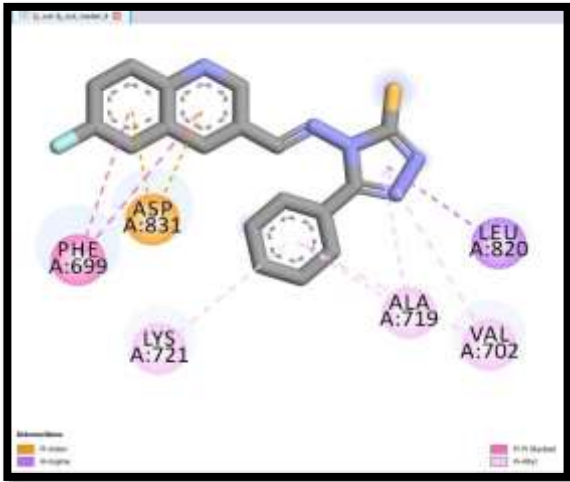 ASP
A:831
PHE
A:699
LEU
A:820
ALA
A:719
VAL
A:702
LYS
A:721
Interactions
Pi-Anion
Pi-Sigma
Pi-Pi Stacked
Pi-Alkyl